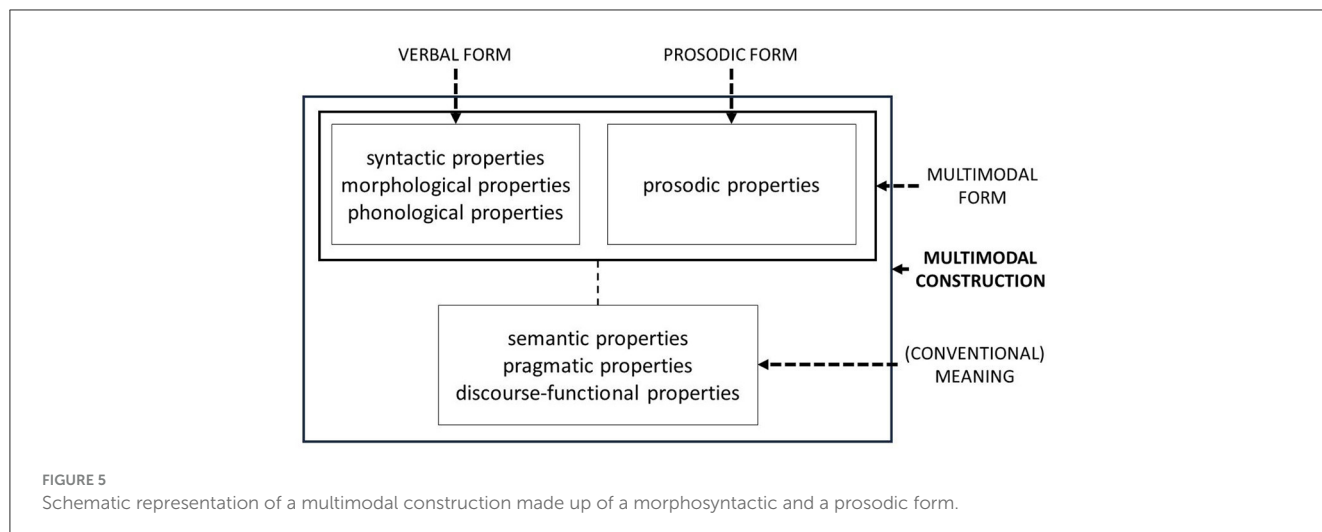 VERBAL FORM
PROSODIC FORM
syntactic properties
morphological properties
phonological properties
prosodic properties
MULTIMODAL
FORM
MULTIMODAL
CONSTRUCTION
semantic properties
pragmatic properties
discourse-functional properties
(CONVENTIONAL)
MEANING
FIGURE 5
Schematic representation of a multimodal construction made up of a morphosyntactic and a prosodic form.